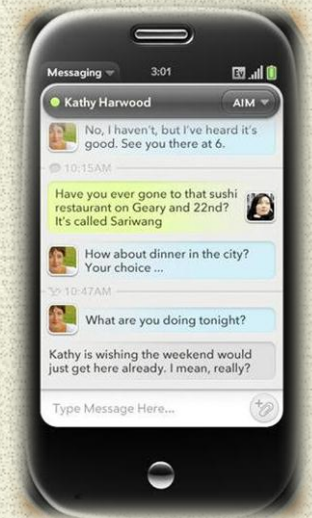 Messaging
3:01
Ev
Kathy Harwood
AIM
No, I haven't, but I've heard it's
good. See you there at 6.
10:15AM
Have you ever gone to that sushi
restaurant on Geary and 22nd?
It's called Sariwang
How about dinner in the city?
Your choice ...
10:47AM
What are you doing tonight?
Kathy is wishing the weekend would
just get here already. I mean, really?
Type Message Here...